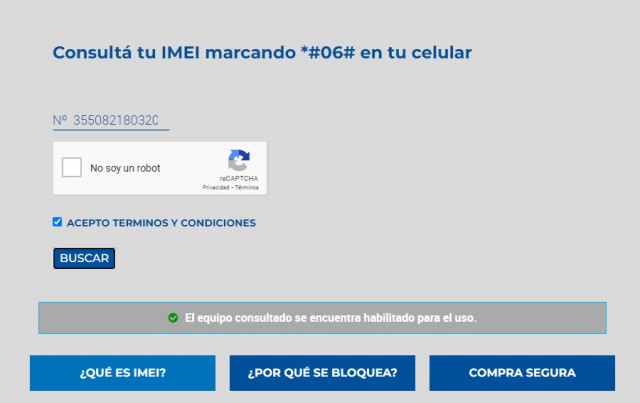 Consultá tu IMEI marcando *#06# en tu celular
Nº 355082180320
No soy un robot
reCAPTCHA
Privacidad - Términos
ACEPTO TERMINOS Y CONDICIONES
BUSCAR
El equipo consultado se encuentra habilitado para el uso.
¿QUÉ ES IMEI? ¿POR QUÉ SE BLOQUEA? COMPRA SEGURA